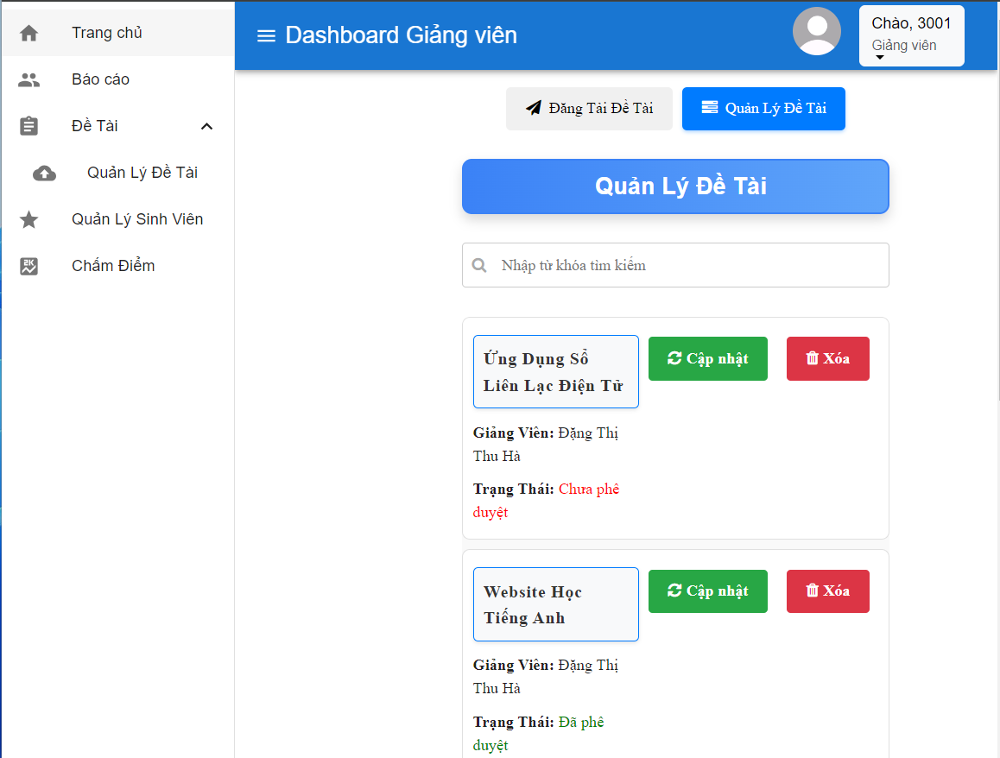 Trang chủ
Báo cáo
Đề Tài
Quản Lý Đề Tài
Quản Lý Sinh Viên
Chấm Điểm
Dashboard Giảng viên
Chào, 3001
Giảng viên
Đăng Tải Đề Tài
Quản Lý Đề Tài
Quản Lý Đề Tài
Nhập từ khóa tìm kiếm
Ứng Dụng Sổ
Liên Lạc Điện Tử
Cập nhật
Xóa
Giảng Viên: Đặng Thị
Thu Hà
Trạng Thái: Chưa phê
duyệt
Website Học
Tiếng Anh
Cập nhật
Xóa
Giảng Viên: Đặng Thị
Thu Hà
Trạng Thái: Đã phê
duyệt